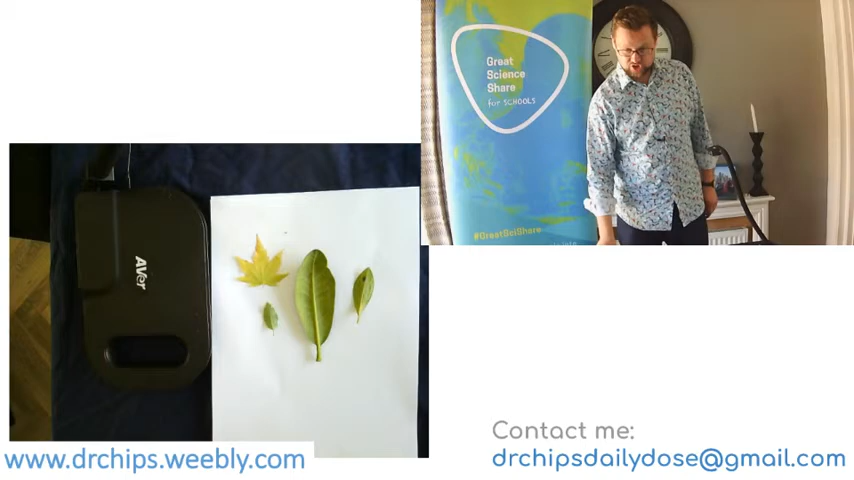 Great
Science
Share
for SCHOOLS
#GreatSciShare
AVer
www.drchips.weebly.com
Contact me:
drchipsdailydose@gmail.com